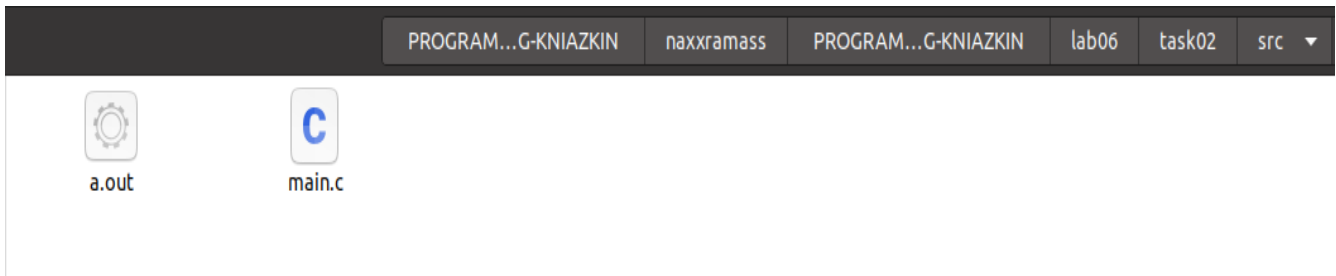 PROGRAM...G-KNIAZKIN naxxramass PROGRAM...G-KNIAZKIN lab06 task02 src
C
a.out main.c